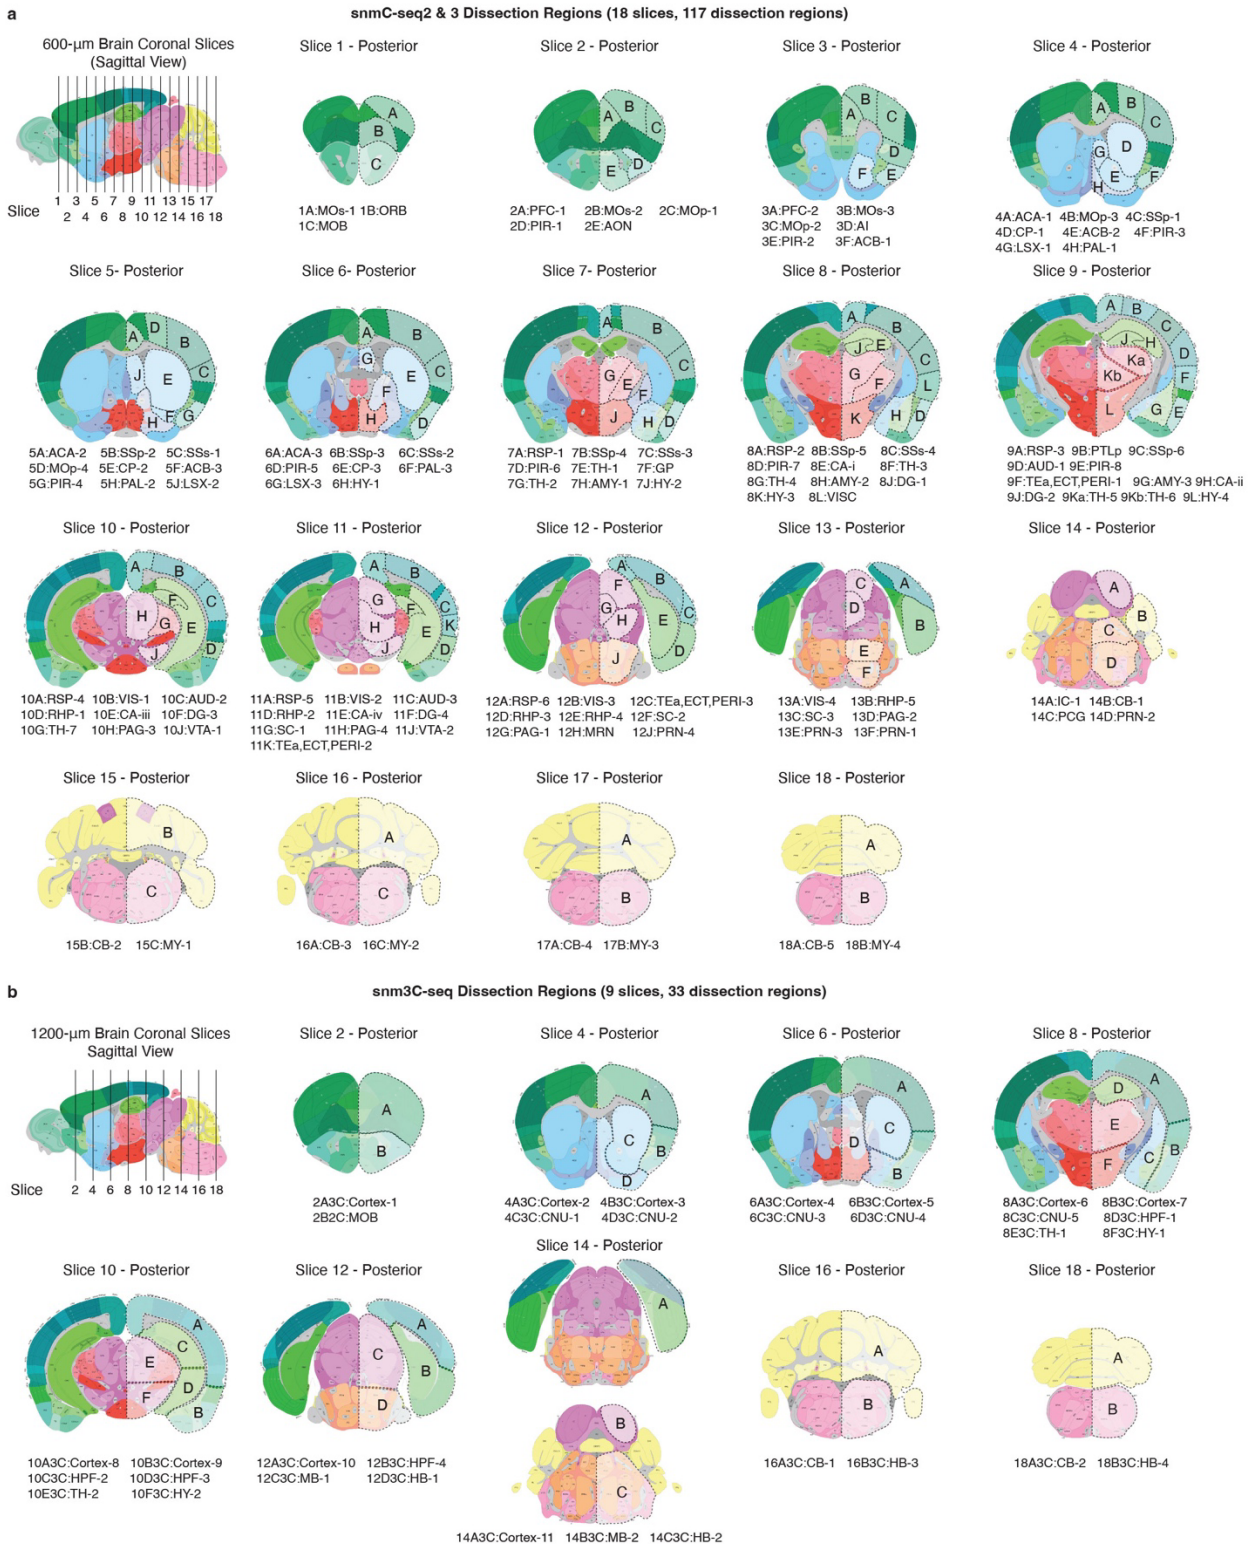 a
snmC-seq2 & 3 Dissection Regions (18 slices, 117 dissection regions)
600-µm Brain Coronal Slices
(Sagittal View)
1 3 5 7 9 11 13 15 17
Slice 2 4 6 8 10 12 14 16 18
Slice 1 - Posterior
A
B
C
1A:MOs-1 1B:ORB
1C:MOB
Slice 2 - Posterior
B
A
C
E D
2A:PFC-1 2B:MOs-2 2C:MOp-1
2D:PIR-1 2E:AON
Slice 3 - Posterior
B
A C
D
F E
3A:PFC-2 3B:MOs-3
3C:MOp-2 3D:AI
3E:PIR-2 3F:ACB-1
Slice 4 - Posterior
A B
C
D
G
E F
H
4A:ACA-1 4B:MOp-3 4C:SSp-1
4D:CP-1 4E:ACB-2 4F:PIR-3
4G:LSX-1 4H:PAL-1
Slice 5- Posterior
A D
B
J E C
H F G
5A:ACA-2 5B:SSp-2 5C:SSs-1
5D:MOp-4 5E:CP-2 5F:ACB-3
5G:PIR-4 5H:PAL-2 5J:LSX-2
Slice 6- Posterior
A
B
G
E C
F
H D
6A:ACA-3 6B:SSp-3 6C:SSs-2
6D:PIR-5 6E:CP-3 6F:PAL-3
6G:LSX-3 6H:HY-1
Slice 7- Posterior
A
B
C
G E
F
J H D
7A:RSP-1 7B:SSp-4 7C:SSs-3
7D:PIR-6 7E:TH-1 7F:GP
7G:TH-2 7H:AMY-1 7J:HY-2
Slice 8 - Posterior
A
B
J E
C
G F
L
K H D
8A:RSP-2 8B:SSp-5 8C:SSs-4
8D:PIR-7 8E:CA-i 8F:TH-3
8G:TH-4 8H:AMY-2 8J:DG-1
8K:HY-3 8L:VISC
Slice 9 - Posterior
A B
C
J H
Ka D
Kb F
L G E
9A:RSP-3 9B:PTLp 9C:SSp-6
9D:AUD-1 9E:PIR-8
9F:TEa,ECT,PERI-1 9G:AMY-3 9H:CA-ii
9J:DG-2 9Ka:TH-5 9Kb:TH-6 9L:HY-4
Slice 10 - Posterior
A B
F C
H G E
J D
10A:RSP-4 10B:VIS-1 10C:AUD-2
10D:RHP-1 10E:CA-iii 10F:DG-3
10G:TH-7 10H:PAG-3 10J:VTA-1
Slice 11 - Posterior
A B
G F C
H E K
J D
11A:RSP-5 11B:VIS-2 11C:AUD-3
11D:RHP-2 11E:CA-iv 11F:DG-4
11G:SC-1 11H:PAG-4 11J:VTA-2
11K:TEa,ECT,PERI-2
Slice 12 - Posterior
A
F B
G H C
E
J D
12A:RSP-6 12B:VIS-3 12C:TEa,ECT,PERI-3
12D:RHP-3 12E:RHP-4 12F:SC-2
12G:PAG-1 12H:MRN 12J:PRN-4
Slice 13 - Posterior
C A
D
B
E
F
13A:VIS-4 13B:RHP-5
13C:SC-3 13D:PAG-2
13E:PRN-3 13F:PRN-1
Slice 14 - Posterior
A
B
C
D
14A:IC-1 14B:CB-1
14C:PCG 14D:PRN-2
Slice 15 - Posterior
B
C
15B:CB-2 15C:MY-1
Slice 16 - Posterior
A
C
16A:CB-3 16C:MY-2
Slice 17 - Posterior
A
B
17A:CB-4 17B:MY-3
Slice 18 - Posterior
A
B
18A:CB-5 18B:MY-4
b
snm3C-seq Dissection Regions (9 slices, 33 dissection regions)
1200-µm Brain Coronal Slices
Sagittal View
Slice 2 4 6 8 10 12 14 16 18
Slice 2 - Posterior
A
B
2A3C:Cortex-1
2B2C:MOB
Slice 4 - Posterior
A
C
B
D
4A3C:Cortex-2 4B3C:Cortex-3
4C3C:CNU-1 4D3C:CNU-2
Slice 6 - Posterior
A
C
D
B
6A3C:Cortex-4 6B3C:Cortex-5
6C3C:CNU-3 6D3C:CNU-4
Slice 8 - Posterior
A
D
E
B
F C
8A3C:Cortex-6 8B3C:Cortex-7
8C3C:CNU-5 8D3C:HPF-1
8E3C:TH-1 8F3C:HY-1
Slice 10 - Posterior
A
C
E
D
F B
10A3C:Cortex-8 10B3C:Cortex-9
10C3C:HPF-2 10D3C:HPF-3
10E3C:TH-2 10F3C:HY-2
Slice 12 - Posterior
A
C
B
D
12A3C:Cortex-10 12B3C:HPF-4
12C3C:MB-1 12D3C:HB-1
Slice 14 - Posterior
A
B
C
14A3C:Cortex-11 14B3C:MB-2 14C3C:HB-2
Slice 16 - Posterior
A
B
16A3C:CB-1 16B3C:HB-3
Slice 18 - Posterior
A
B
18A3C:CB-2 18B3C:HB-4